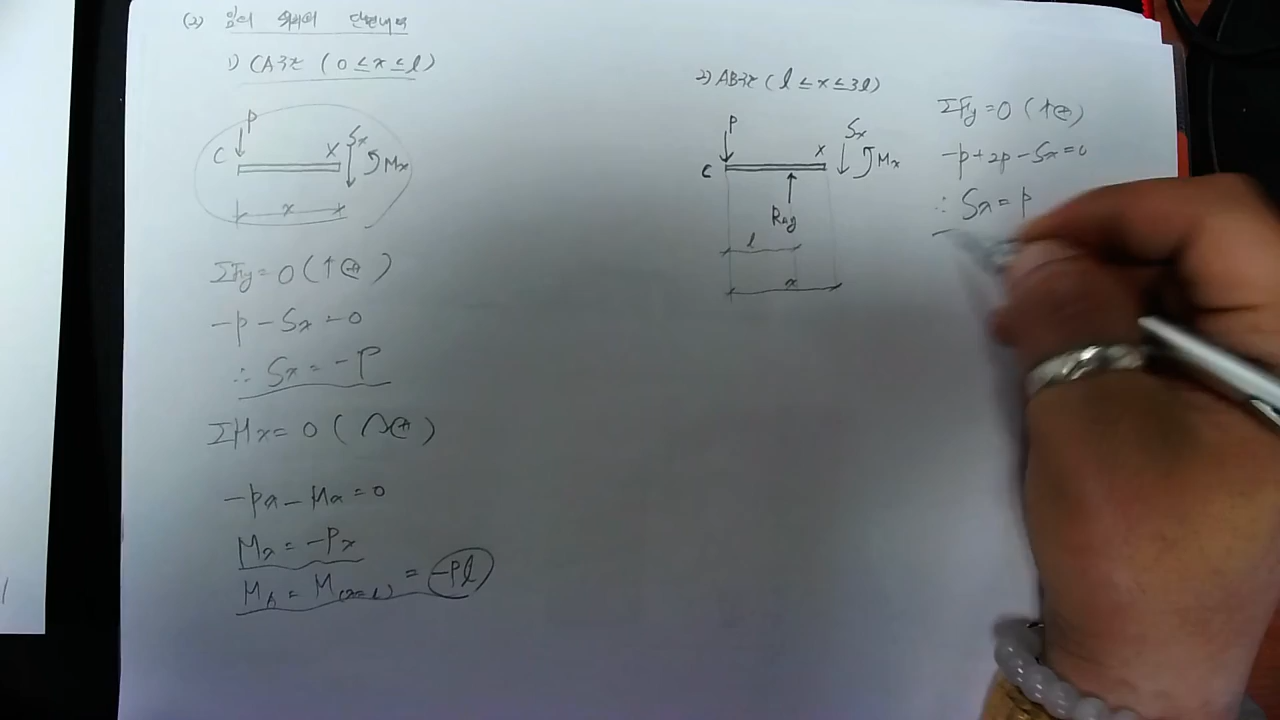 (2) 임의 위치의 단면내력
1) CA구간 (0 ≤ x ≤ l)
P
C
X
Sx
Mx
x
ΣFy = 0 (↑⊕)
-P - Sx = 0
∴ Sx = -P
ΣMx = 0 (↷⊕)
-Px - Mx = 0
Mx = -Px
MA = M(x=l) = -Pl
2) AB구간 (l ≤ x ≤ 3l)
P
C
X
Sx
Mx
RAy
l
x
ΣFy = 0 (↑⊕)
-P + 2P - Sx = 0
∴ Sx = P